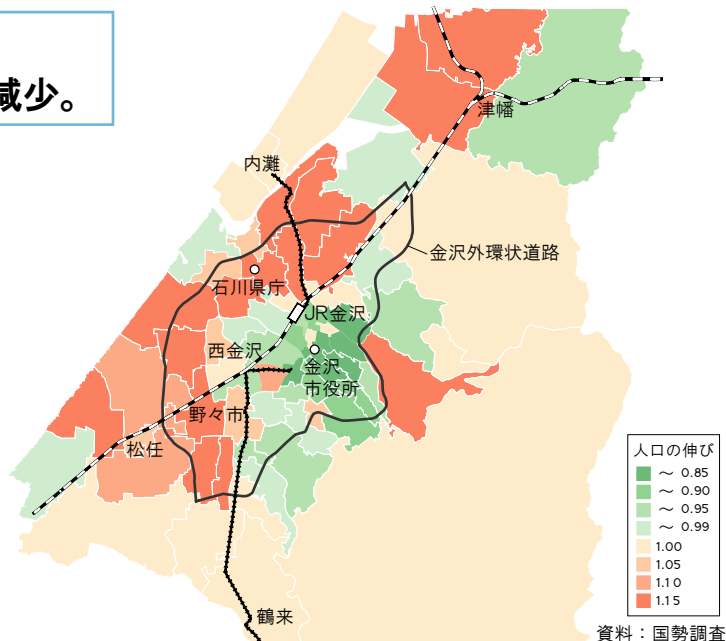 減少。
津幡
内灘
金沢外環状道路
石川県庁
JR金沢
西金沢
金沢
市役所
野々市
松任
鶴来
人口の伸び
～ 0.85
～ 0.90
～ 0.95
～ 0.99
1.00
1.05
1.10
1.15
資料：国勢調査